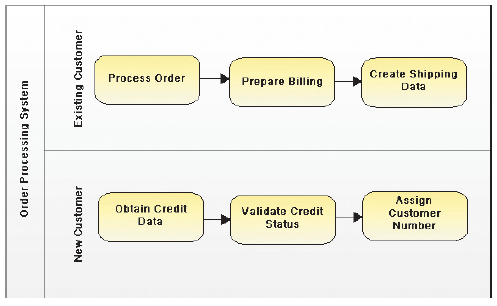 Order Processing System
Existing Customer
Process Order
Prepare Billing
Create Shipping
Data
New Customer
Obtain Credit
Data
Validate Credit
Status
Assign
Customer
Number